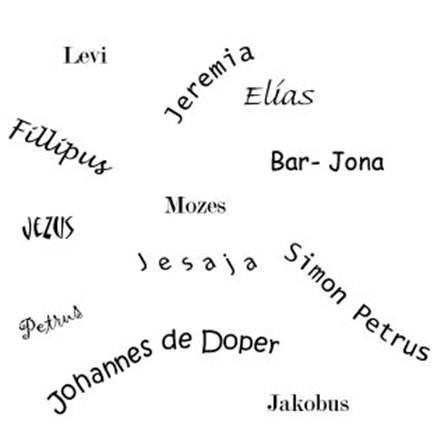 Levi
Jeremia
Elías
Fillipus
Bar- Jona
Mozes
JEZUS
Jesaja
Simon Petrus
Petrus
Johannes de Doper
Jakobus